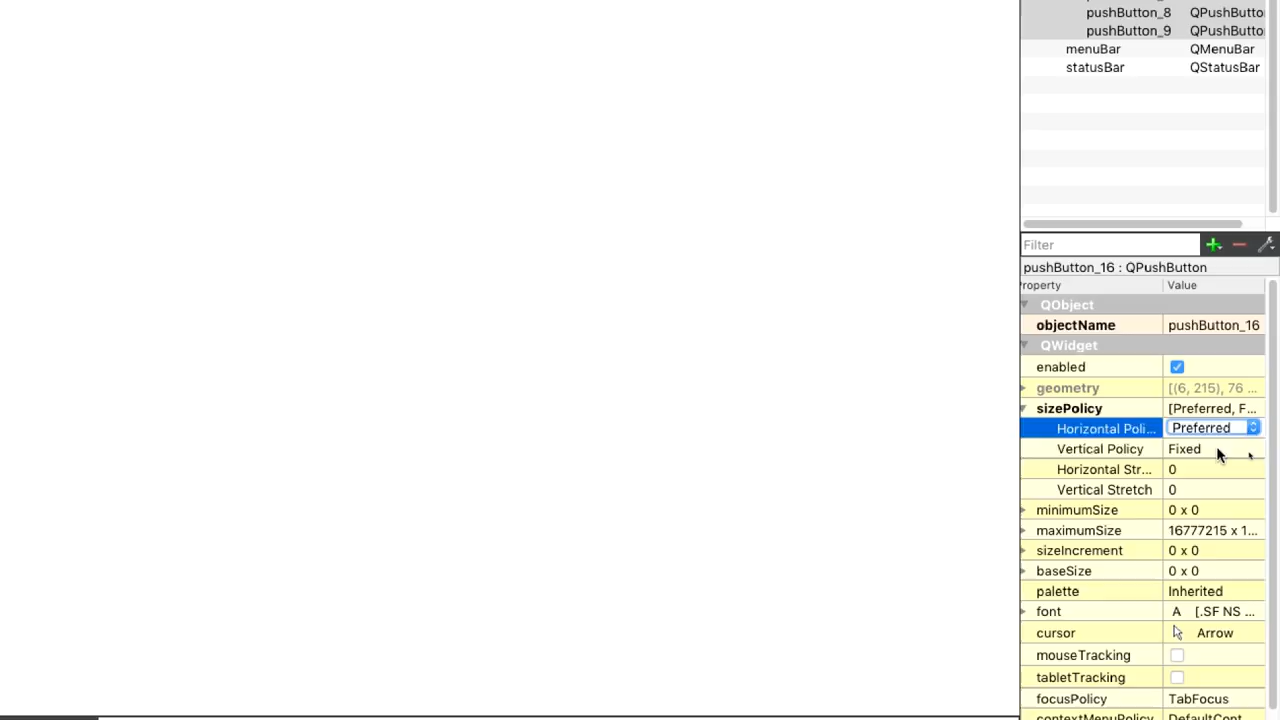 pushButton_8 QPushButto
pushButton_9 QPushButto
menuBar QMenuBar
statusBar QStatusBar
Filter
pushButton_16 : QPushButton
roperty Value
QObject
objectName pushButton_16
QWidget
enabled
geometry [(6, 215), 76 ...
sizePolicy [Preferred, F...
Horizontal Poli... Preferred
Vertical Policy Fixed
Horizontal Str... 0
Vertical Stretch 0
minimumSize 0 x 0
maximumSize 16777215 x 1...
sizeIncrement 0 x 0
baseSize 0 x 0
palette Inherited
font A [.SF NS ...
cursor Arrow
mouseTracking
tabletTracking
focusPolicy TabFocus
contextMenuPolicy DefaultCont